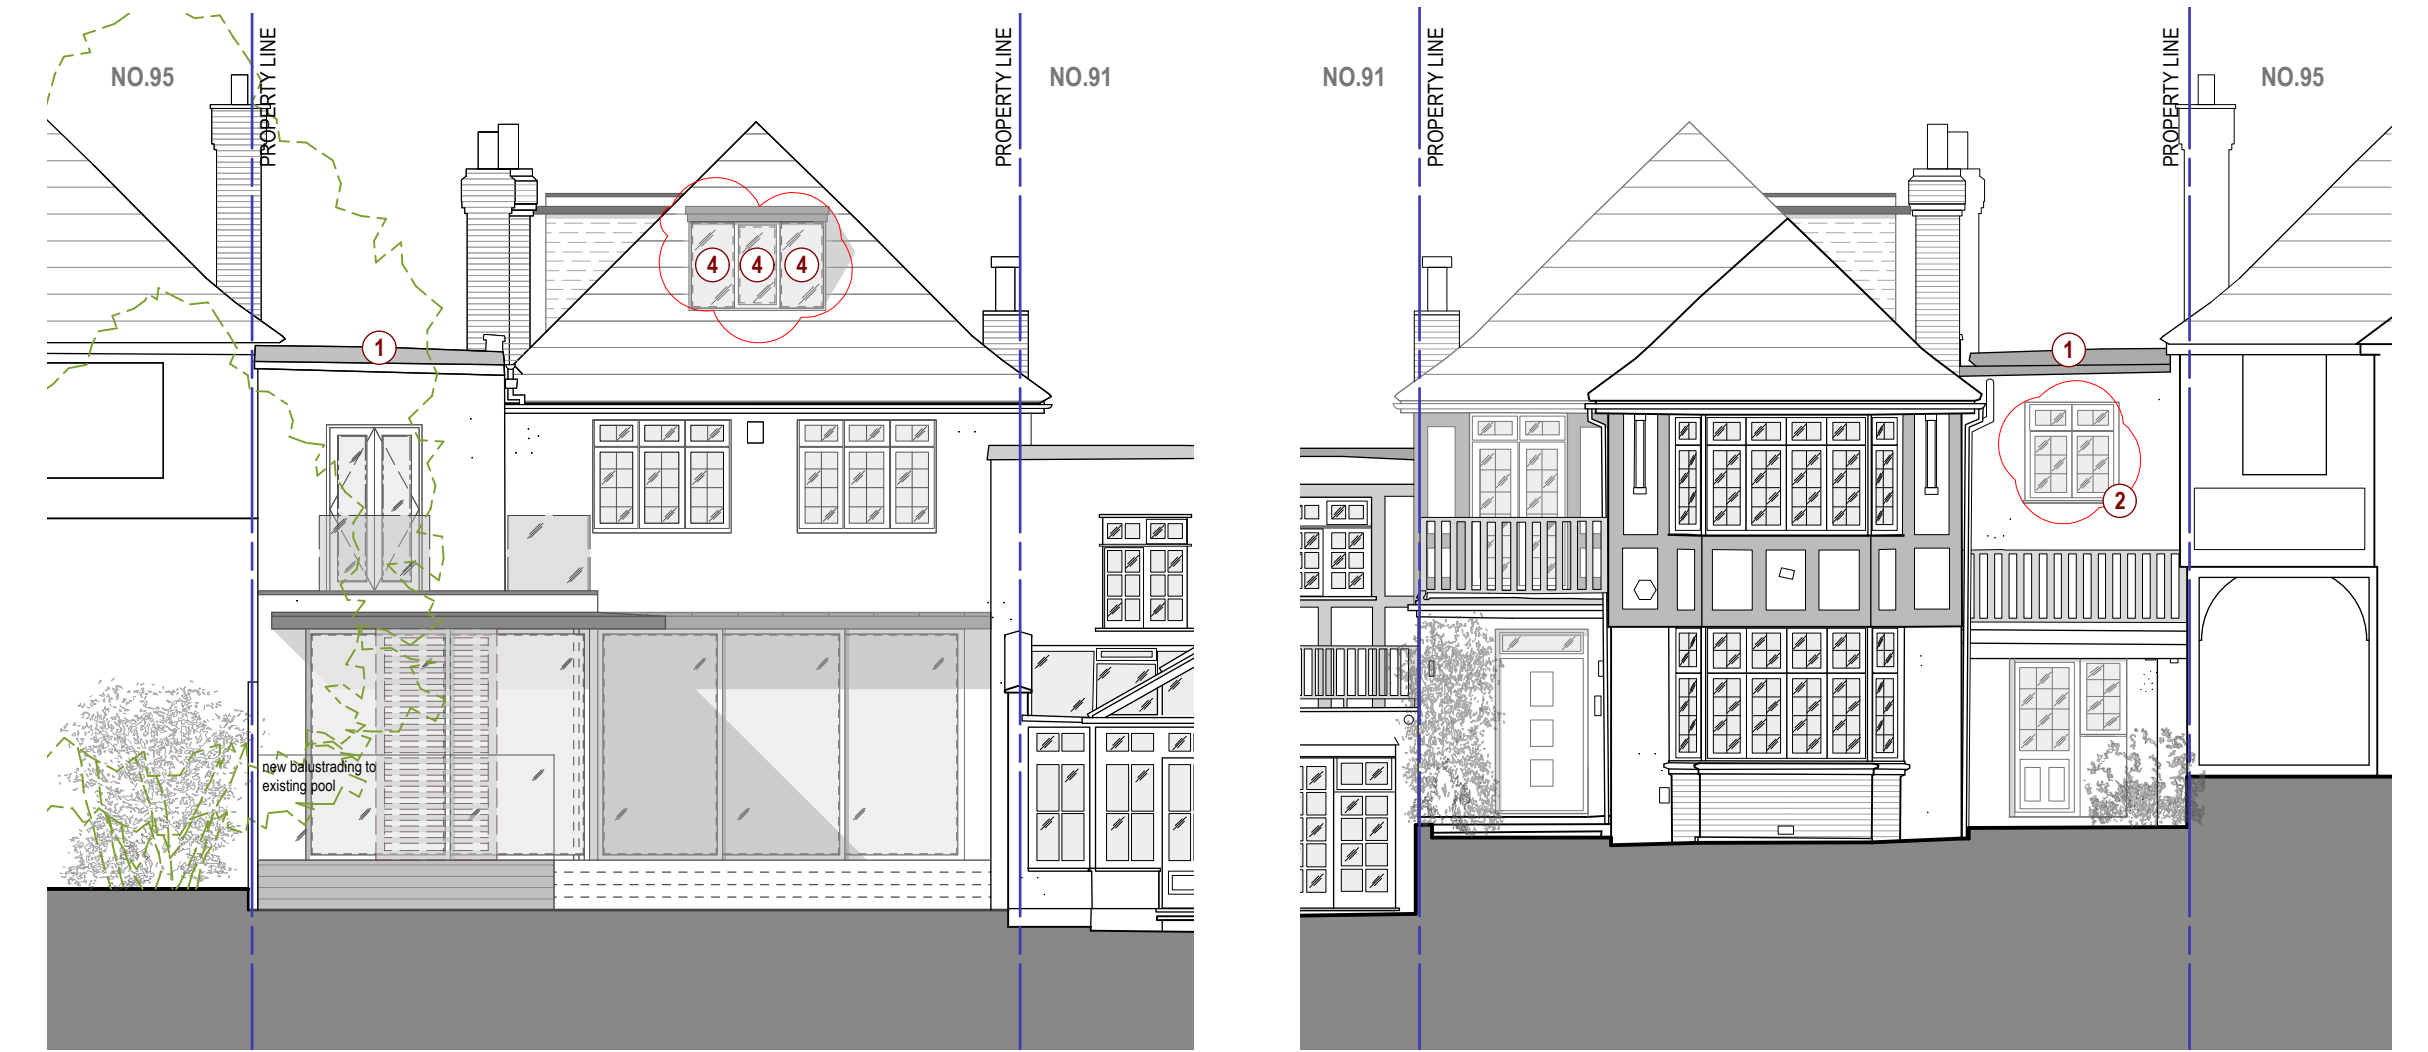 NO.95
PROPERTY LINE
PROPERTY LINE
NO.91
4
4
4
1
new balustrading to
existing pool
NO.91
PROPERTY LINE
PROPERTY LINE
NO.95
1
2